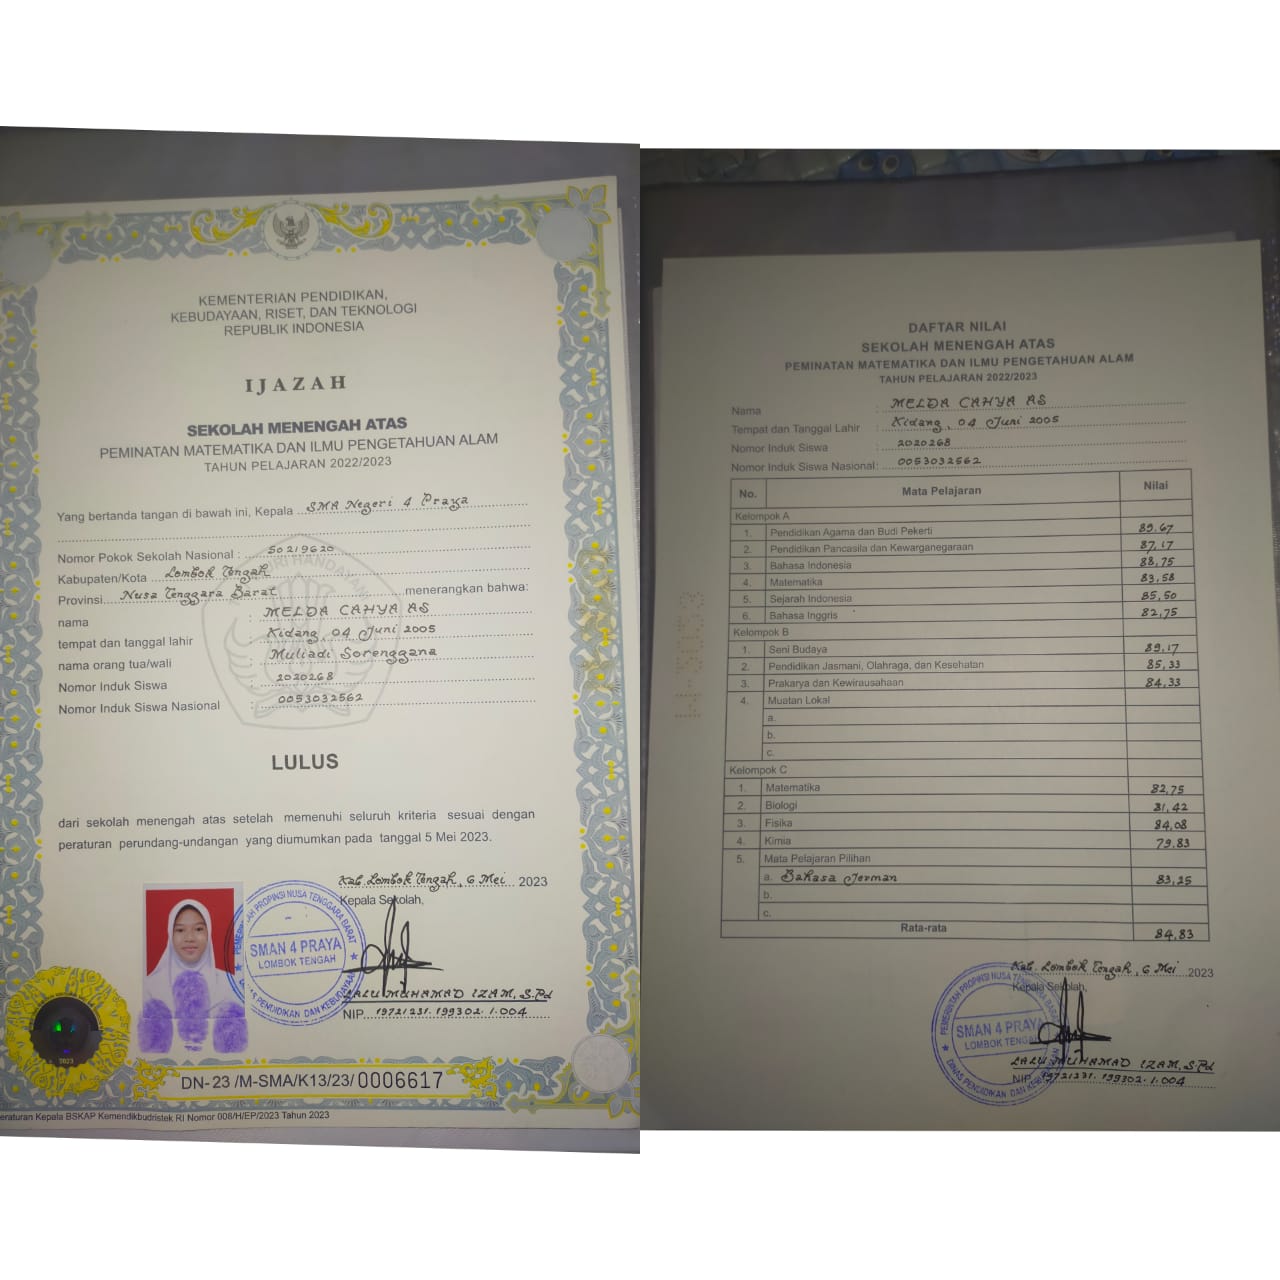 KEMENTERIAN PENDIDIKAN,
KEBUDAYAAN, RISET, DAN TEKNOLOGI
REPUBLIK INDONESIA
IJAZAH
SEKOLAH MENENGAH ATAS
PEMINATAN MATEMATIKA DAN ILMU PENGETAHUAN ALAM
TAHUN PELAJARAN 2022/2023
Yang bertanda tangan di bawah ini, Kepala SMA Negeri 4 Praya
Nomor Pokok Sekolah Nasional : 50219620
Kabupaten/Kota Lombok Tengah
Provinsi Nusa Tenggara Barat menerangkan bahwa:
nama : MELDA CAHYA AS
tempat dan tanggal lahir : Kidang, 04 Juni 2005
nama orang tua/wali : Muliadi Sorenggana
Nomor Induk Siswa : 2020268
Nomor Induk Siswa Nasional : 0053032562
LULUS
dari sekolah menengah atas setelah memenuhi seluruh kriteria sesuai dengan
peraturan perundang-undangan yang diumumkan pada tanggal 5 Mei 2023.
Kab. Lombok Tengah, 6 Mei 2023
Kepala Sekolah,
SMAN 4 PRAYA
LOMBOK TENGAH
LALU MUHAMAD IZAM, S.Pd
NIP. 19721231.199302.1.004
2023
DN-23 /M-SMA/K13/23/ 0006617
eraturan Kepala BSKAP Kemendikbudristek RI Nomor 008/H/EP/2023 Tahun 2023
DAFTAR NILAI
SEKOLAH MENENGAH ATAS
PEMINATAN MATEMATIKA DAN ILMU PENGETAHUAN ALAM
TAHUN PELAJARAN 2022/2023
Nama : MELDA CAHYA AS
Tempat dan Tanggal Lahir : Kidang, 04 Juni 2005
Nomor Induk Siswa : 2020268
Nomor Induk Siswa Nasional : 0053032562
No. Mata Pelajaran Nilai
Kelompok A
1. Pendidikan Agama dan Budi Pekerti 89,67
2. Pendidikan Pancasila dan Kewarganegaraan 87,17
3. Bahasa Indonesia 88,75
4. Matematika 83,58
5. Sejarah Indonesia 85,50
6. Bahasa Inggris 82,75
Kelompok B
1. Seni Budaya 89,17
2. Pendidikan Jasmani, Olahraga, dan Kesehatan 85,33
3. Prakarya dan Kewirausahaan 84,33
4. Muatan Lokal
a.
b.
c.
Kelompok C
1. Matematika 82,75
2. Biologi 81,42
3. Fisika 84,08
4. Kimia 79,83
5. Mata Pelajaran Pilihan
a. Bahasa Jerman 83,25
b.
c.
Rata-rata 84,83
Kab. Lombok Tengah, 6 Mei 2023
Kepala Sekolah,
PEMERINTAH PROPINSI NUSA TENGGARA BARAT
SMAN 4 PRAYA
LOMBOK TENGAH
DINAS PENDIDIKAN DAN KEBUDAYAAN
LALU MUHAMAD IZAM, S.Pd
NIP. 19721231.199302.1.004